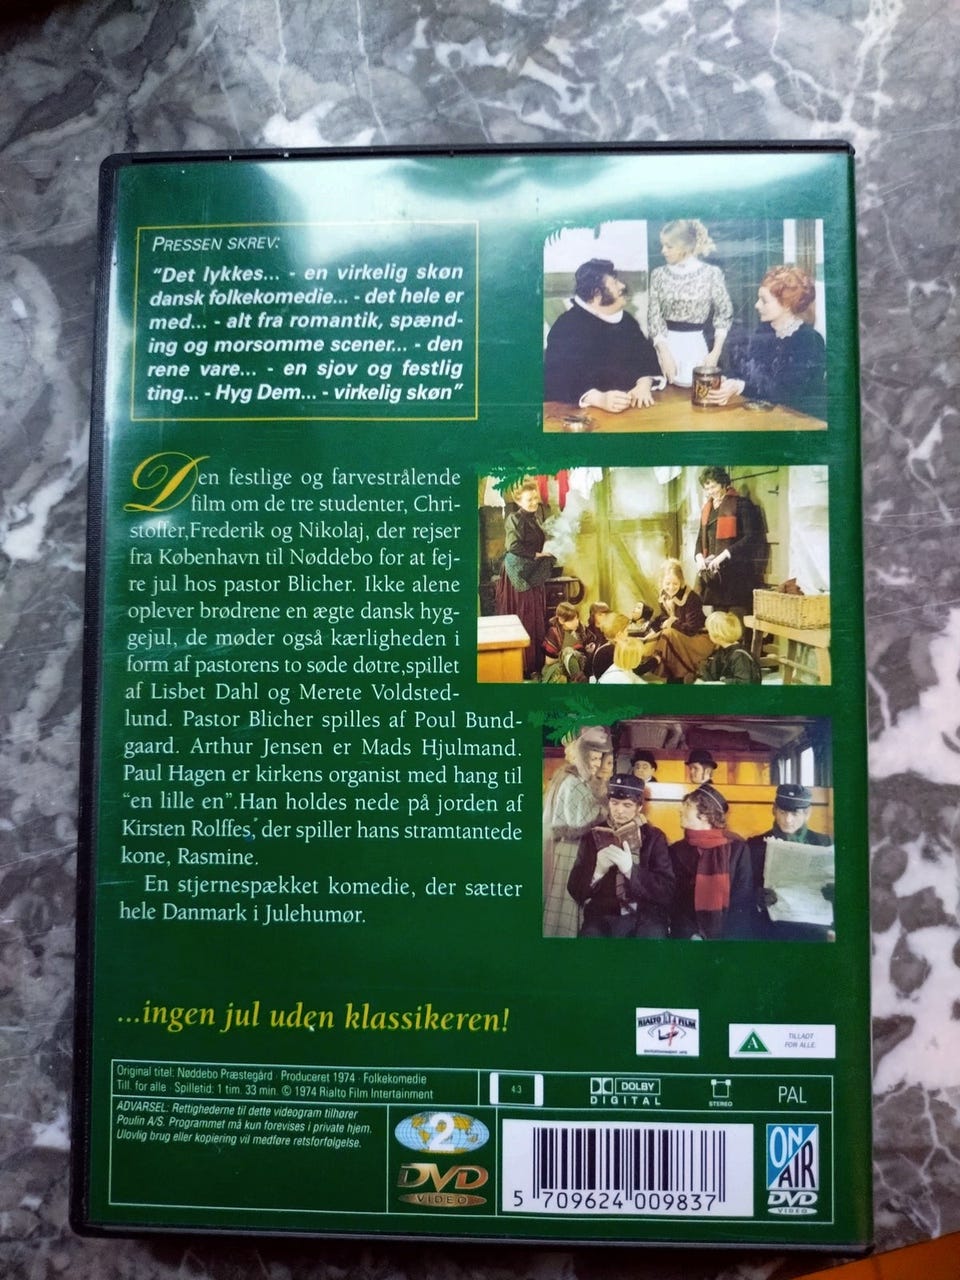 PRESSEN SKREV:
"Det lykkes... - en virkelig skøn
dansk folkekomedie... - det hele er
med... - alt fra romantik, spænd-
ing og morsomme scener... - den
rene vare... - en sjov og festlig
ting... - Hyg Dem... - virkelig skøn"
Den festlige og farvestrålende
film om de tre studenter, Chri-
stoffer,Frederik og Nikolaj, der rejser
fra København til Nøddebo for at fej-
re jul hos pastor Blicher. Ikke alene
oplever brødrene en ægte dansk hyg-
gejul, de møder også kærligheden i
form af pastorens to søde døtre,spillet
af Lisbet Dahl og Merete Voldsted-
lund. Pastor Blicher spilles af Poul Bund-
gaard. Arthur Jensen er Mads Hjulmand.
Paul Hagen er kirkens organist med hang til
"en lille en".Han holdes nede på jorden af
Kirsten Rolffes, der spiller hans stramtantede
kone, Rasmine.
En stjernespækket komedie, der sætter
hele Danmark i Julehumør.
...ingen jul uden klassikeren!
RIALTO FILM
ENTERTAINMENT APS
A
TILLADT
FOR ALLE.
Original titel: Nøddebo Præstegård · Produceret 1974 · Folkekomedie
Till. for alle · Spilletid: 1 tim. 33 min. © 1974 Rialto Film Intertainment
4:3
DOLBY
DIGITAL
STEREO
PAL
ADVARSEL: Rettighederne til dette videogram tilhører
Poulin A/S. Programmet må kun forevises i private hjem.
Ulovlig brug eller kopiering vil medføre retsforfølgelse.
2
DVD
VIDEO
5 709624 009837
ON
AIR
DVD
VIDEO